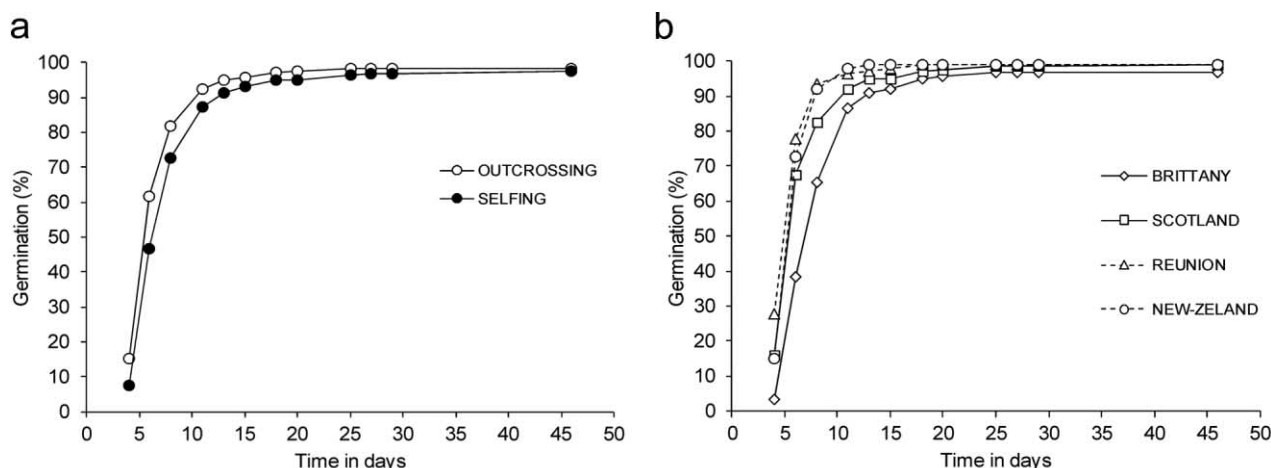 a
100
90
80
70
60
50
40
30
20
10
0
Germination (%)
OUTCROSSING
SELFING
0 5 10 15 20 25 30 35 40 45 50
Time in days
b
100
90
80
70
60
50
40
30
20
10
0
Germination (%)
BRITTANY
SCOTLAND
REUNION
NEW-ZELAND
0 5 10 15 20 25 30 35 40 45 50
Time in days